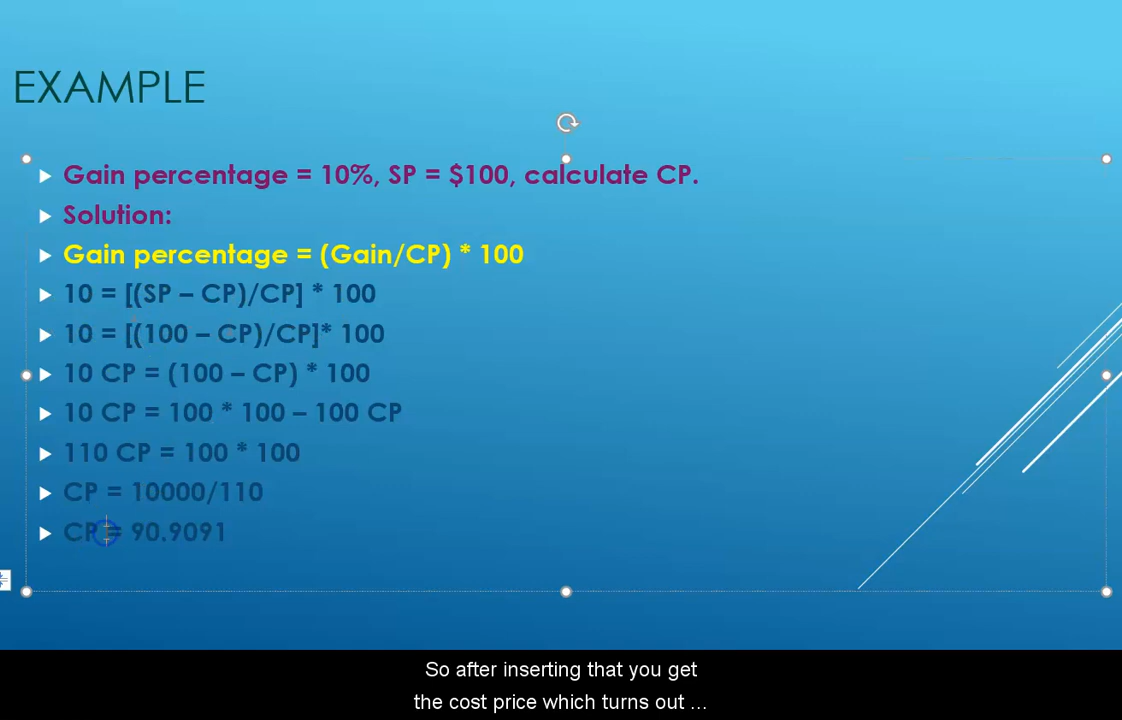 EXAMPLE
Gain percentage = 10%, SP = $100, calculate CP.
Solution:
Gain percentage = (Gain/CP) * 100
10 = [(SP – CP)/CP] * 100
10 = [(100 – CP)/CP]* 100
10 CP = (100 – CP) * 100
10 CP = 100 * 100 – 100 CP
110 CP = 100 * 100
CP = 10000/110
CP = 90.9091
So after inserting that you get
the cost price which turns out ...